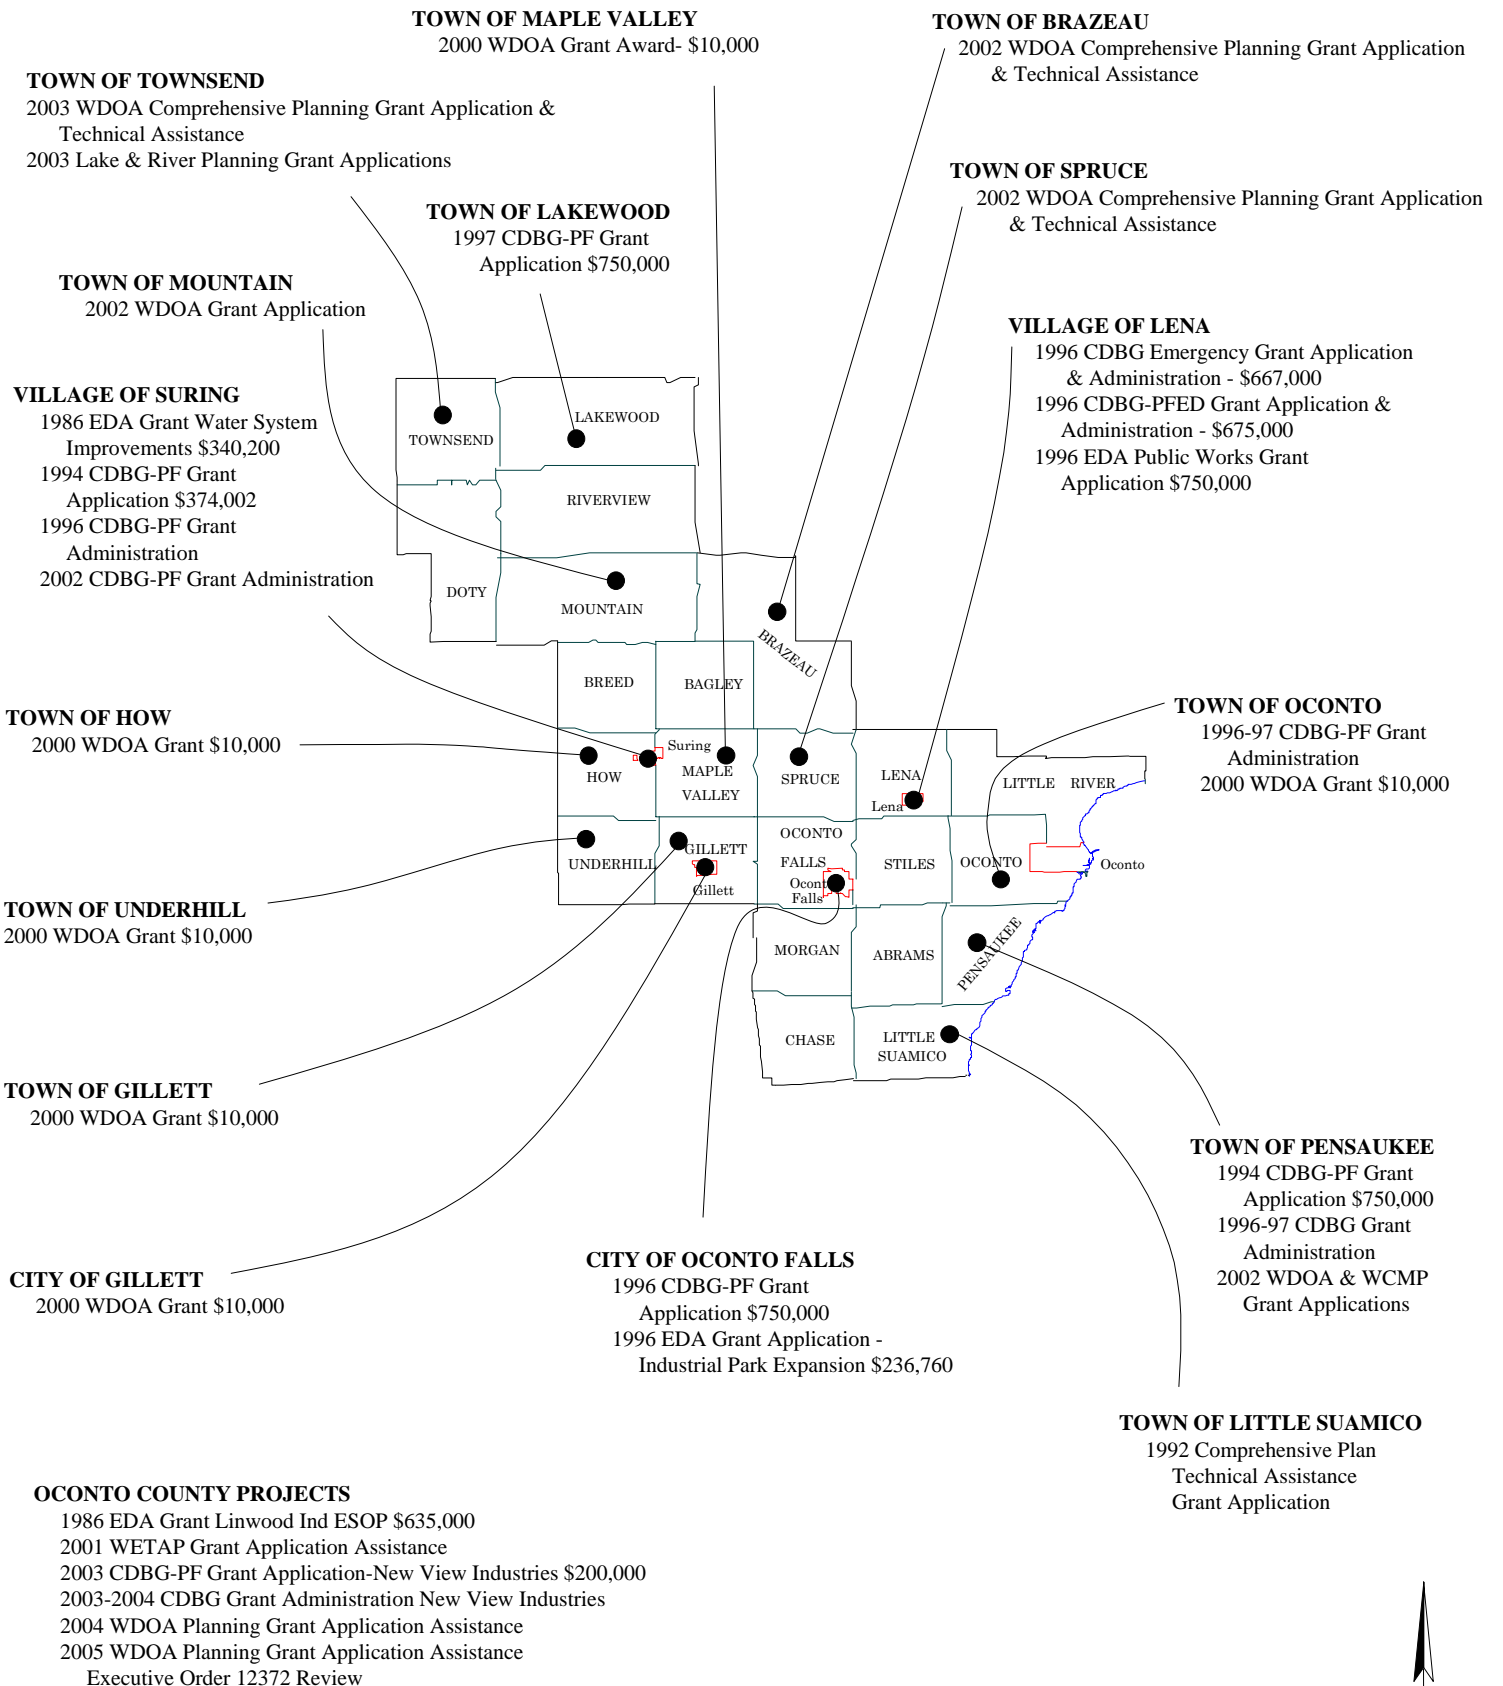 TOWN OF MAPLE VALLEY
2000 WDOA Grant Award- $10,000
TOWN OF BRAZEAU
2002 WDOA Comprehensive Planning Grant Application
& Technical Assistance
TOWN OF TOWNSEND
2003 WDOA Comprehensive Planning Grant Application &
Technical Assistance
2003 Lake & River Planning Grant Applications
TOWN OF SPRUCE
2002 WDOA Comprehensive Planning Grant Application
& Technical Assistance
TOWN OF LAKEWOOD
1997 CDBG-PF Grant
Application $750,000
TOWN OF MOUNTAIN
2002 WDOA Grant Application
VILLAGE OF LENA
1996 CDBG Emergency Grant Application
& Administration - $667,000
1996 CDBG-PFED Grant Application &
Administration - $675,000
1996 EDA Public Works Grant
Application $750,000
VILLAGE OF SURING
1986 EDA Grant Water System
Improvements $340,200
1994 CDBG-PF Grant
Application $374,002
1996 CDBG-PF Grant
Administration
2002 CDBG-PF Grant Administration
LAKEWOOD
TOWNSEND
RIVERVIEW
DOTY
MOUNTAIN
BRAZEAU
BREED
BAGLEY
TOWN OF HOW
2000 WDOA Grant $10,000
TOWN OF OCONTO
1996-97 CDBG-PF Grant
Administration
2000 WDOA Grant $10,000
Suring
HOW
MAPLE
VALLEY
SPRUCE
LENA
Lena
LITTLE RIVER
OCONTO
FALLS
Ocont
Falls
UNDERHILL
GILLETT
Gillett
STILES
OCONTO
Oconto
TOWN OF UNDERHILL
2000 WDOA Grant $10,000
MORGAN
ABRAMS
PENSAUKEE
CHASE
LITTLE
SUAMICO
TOWN OF GILLETT
2000 WDOA Grant $10,000
TOWN OF PENSAUKEE
1994 CDBG-PF Grant
Application $750,000
1996-97 CDBG Grant
Administration
2002 WDOA & WCMP
Grant Applications
CITY OF GILLETT
2000 WDOA Grant $10,000
CITY OF OCONTO FALLS
1996 CDBG-PF Grant
Application $750,000
1996 EDA Grant Application -
Industrial Park Expansion $236,760
TOWN OF LITTLE SUAMICO
1992 Comprehensive Plan
Technical Assistance
Grant Application
OCONTO COUNTY PROJECTS
1986 EDA Grant Linwood Ind ESOP $635,000
2001 WETAP Grant Application Assistance
2003 CDBG-PF Grant Application-New View Industries $200,000
2003-2004 CDBG Grant Administration New View Industries
2004 WDOA Planning Grant Application Assistance
2005 WDOA Planning Grant Application Assistance
Executive Order 12372 Review